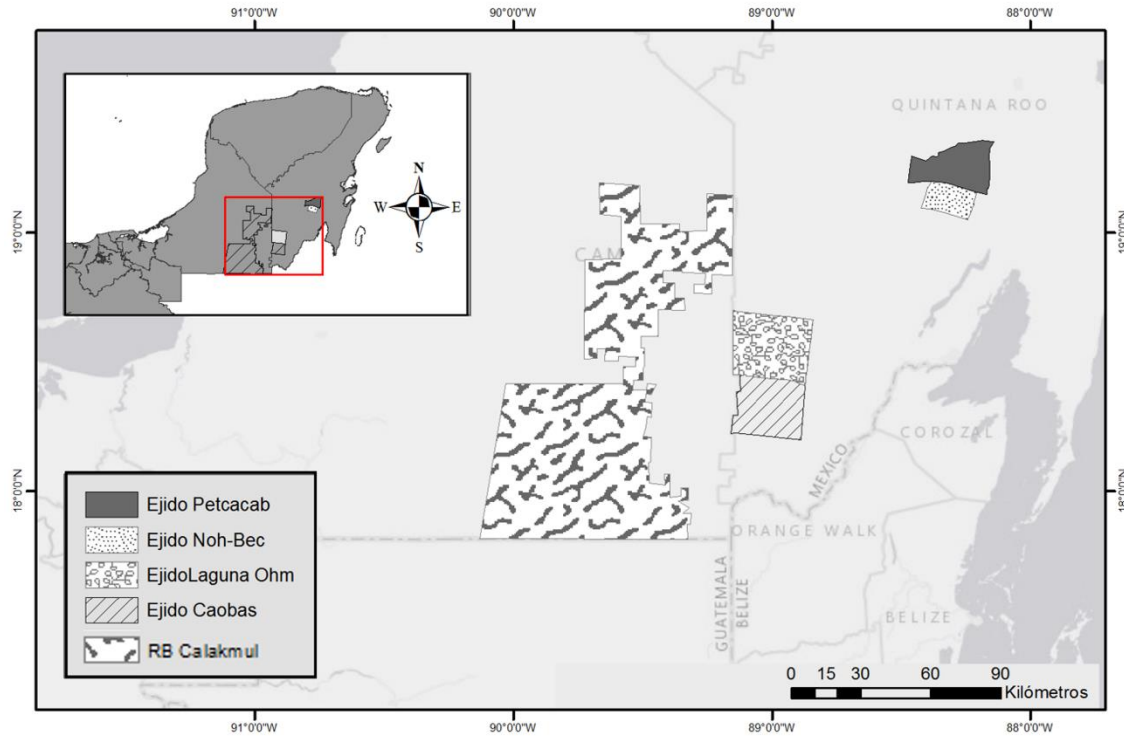 91°0'0"W
90°0'0"W
89°0'0"W
88°0'0"W
QUINTANA ROO
N
W
E
S
19°0'0"N
19°0'0"N
CAM
COROZAL
MEXICO
18°0'0"N
18°0'0"N
ORANGE WALK
GUATEMALA
BELIZE
BELIZE
Ejido Petcacab
Ejido Noh-Bec
EjidoLaguna Ohm
Ejido Caobas
RB Calakmul
0 15 30 60 90
Kilómetros
91°0'0"W
90°0'0"W
89°0'0"W
88°0'0"W